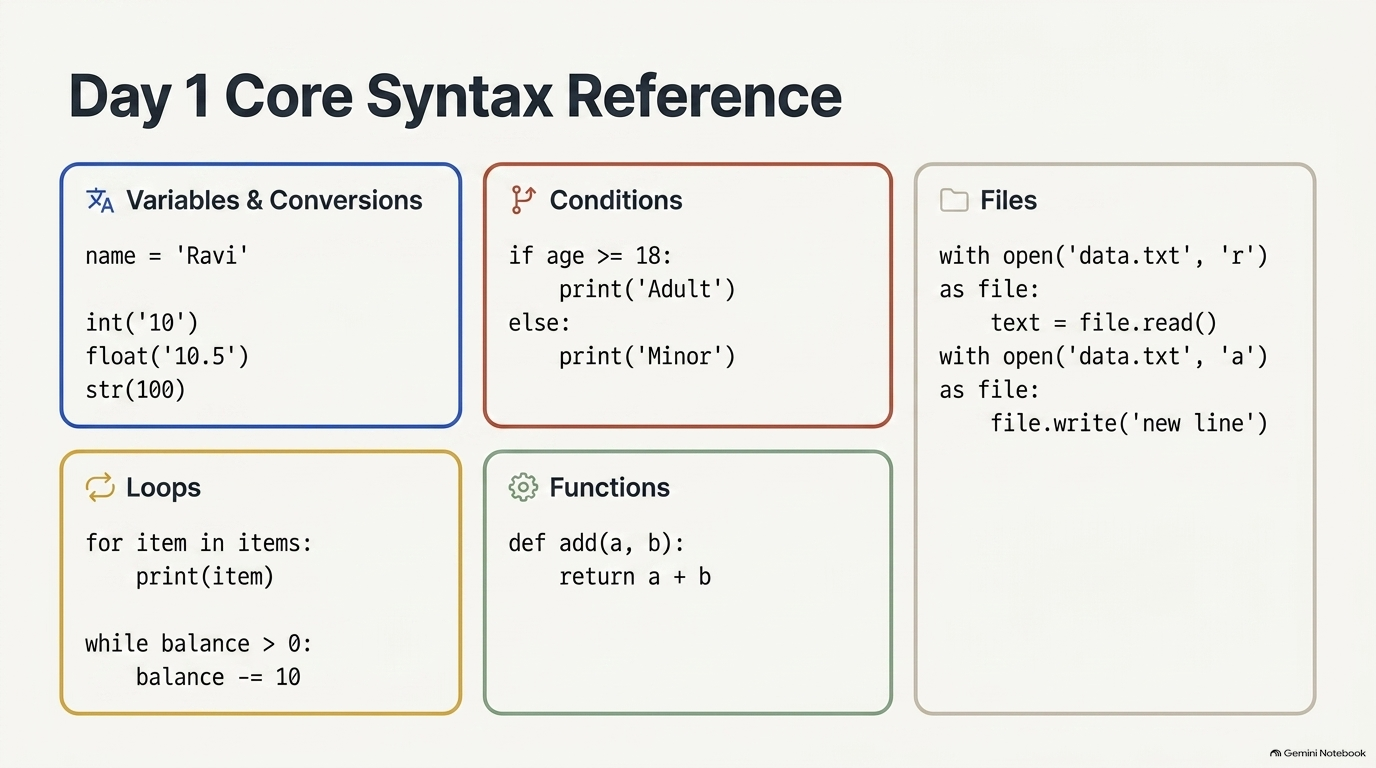 Day 1 Core Syntax Reference
Variables & Conversions
name = 'Ravi'
int('10')
float('10.5')
str(100)
Conditions
if age >= 18:
    print('Adult')
else:
    print('Minor')
Files
with open('data.txt', 'r')
as file:
    text = file.read()
with open('data.txt', 'a')
as file:
    file.write('new line')
Loops
for item in items:
    print(item)
while balance > 0:
    balance -= 10
Functions
def add(a, b):
    return a + b
Gemini Notebook